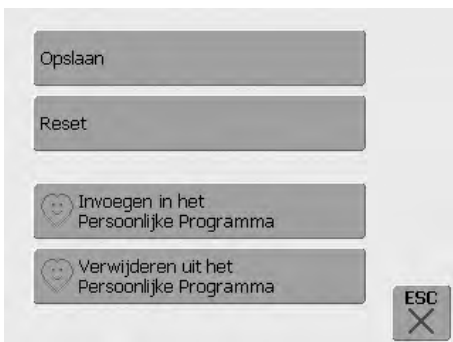 Opslaan
Reset
Invoegen in het
Persoonlijke Programma
Verwijderen uit het
Persoonlijke Programma
ESC